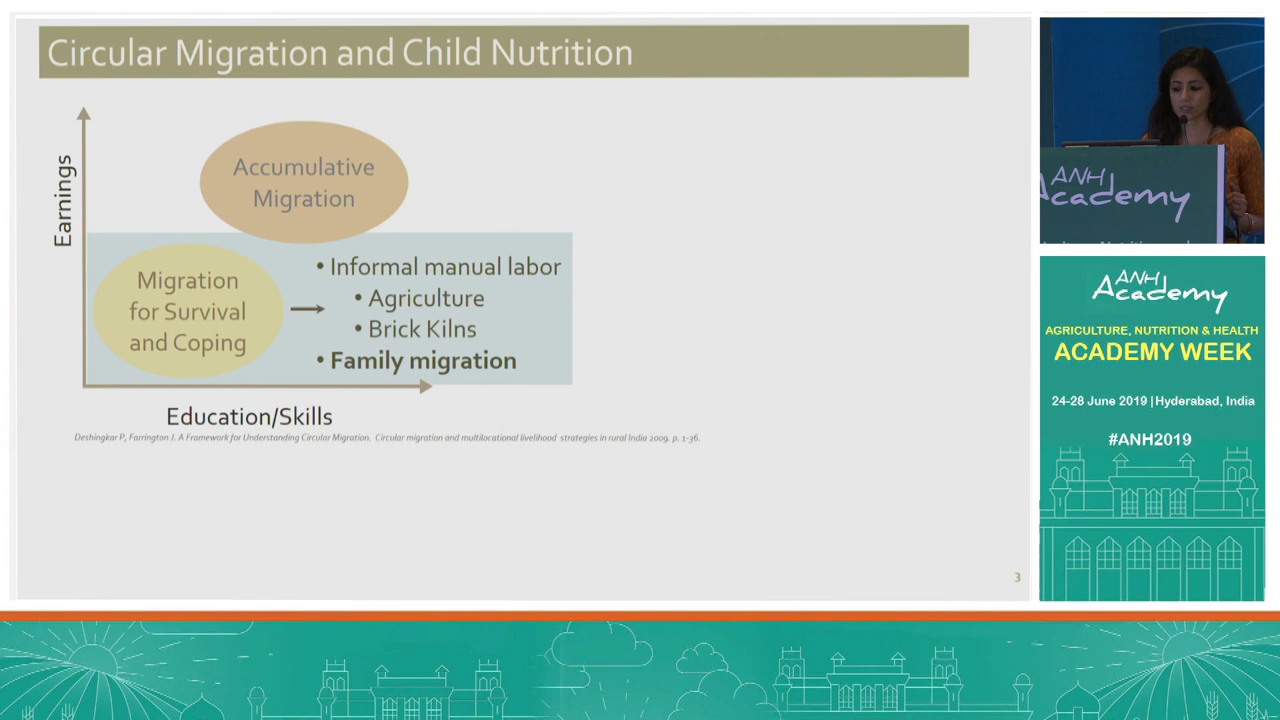 Circular Migration and Child Nutrition
Earnings
Accumulative
Migration
Migration
for Survival
and Coping
• Informal manual labor
• Agriculture
• Brick Kilns
• Family migration
Education/Skills
Deshingkar P, Farrington J. A Framework for Understanding Circular Migration. Circular migration and multilocational livelihood strategies in rural India 2009. p. 1-36.
3
ANH
Academy
ANH
Academy
AGRICULTURE, NUTRITION & HEALTH
ACADEMY WEEK
24-28 June 2019 | Hyderabad, India
#ANH2019